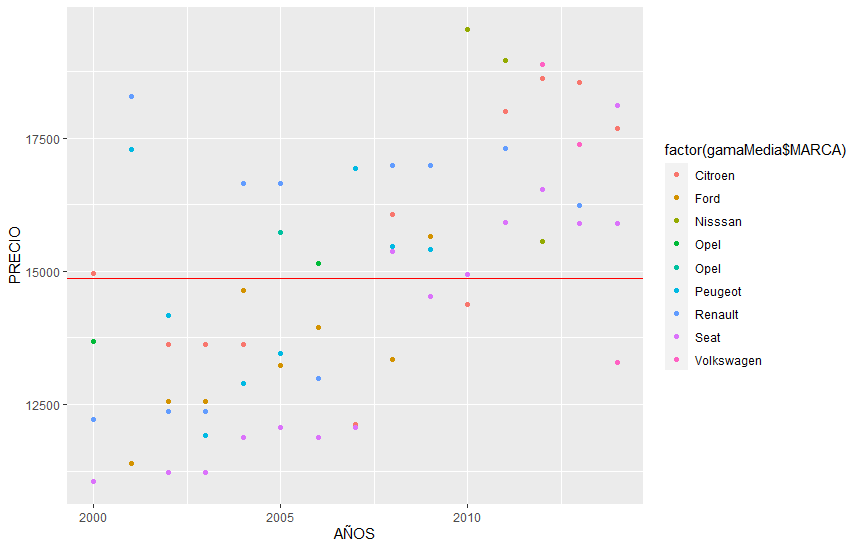 17500
15000
12500
PRECIO
2000
2005
2010
AÑOS
factor(gamaMedia$MARCA)
Citroen
Ford
Nisssan
Opel
Opel
Peugeot
Renault
Seat
Volkswagen